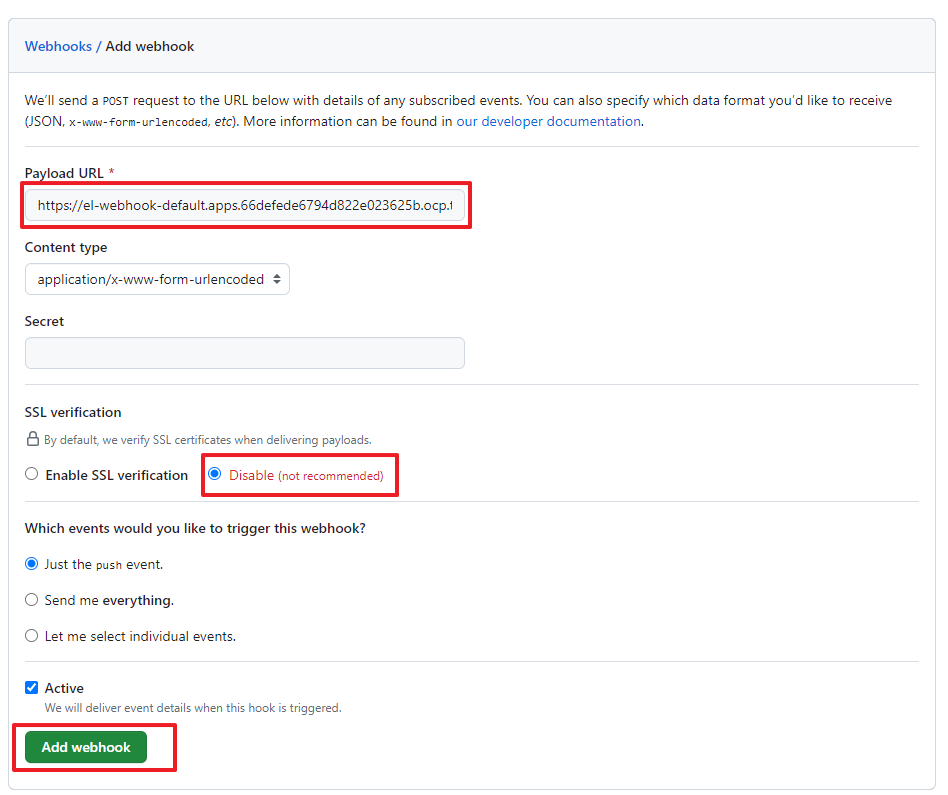 Webhooks / Add webhook
We’ll send a POST request to the URL below with details of any subscribed events. You can also specify which data format you’d like to receive
(JSON, x-www-form-urlencoded, etc). More information can be found in our developer documentation.
Payload URL *
https://el-webhook-default.apps.66defede6794d822e023625b.ocp.t
Content type
application/x-www-form-urlencoded
Secret
SSL verification
By default, we verify SSL certificates when delivering payloads.
Enable SSL verification Disable (not recommended)
Which events would you like to trigger this webhook?
Just the push event.
Send me everything.
Let me select individual events.
Active
We will deliver event details when this hook is triggered.
Add webhook